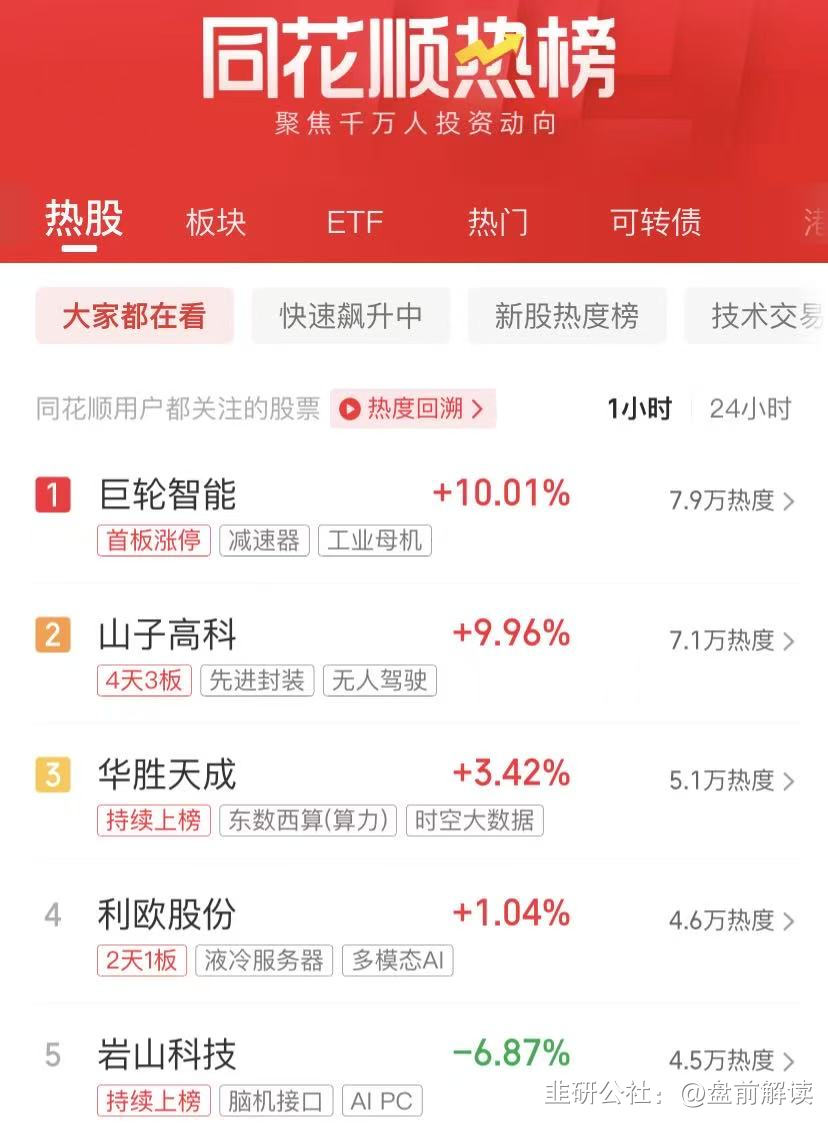 同花顺热榜
聚焦千万人投资动向
热股 板块 ETF 热门 可转债 港
大家都在看 快速飙升中 新股热度榜 技术交易
同花顺用户都关注的股票 热度回溯 1小时 24小时
1 巨轮智能 +10.01% 7.9万热度
首板涨停 减速器 工业母机
2 山子高科 +9.96% 7.1万热度
4天3板 先进封装 无人驾驶
3 华胜天成 +3.42% 5.1万热度
持续上榜 东数西算(算力) 时空大数据
4 利欧股份 +1.04% 4.6万热度
2天1板 液冷服务器 多模态AI
5 岩山科技 -6.87% 4.5万热度
持续上榜 脑机接口 AI PC
韭研公社：@盘前解读